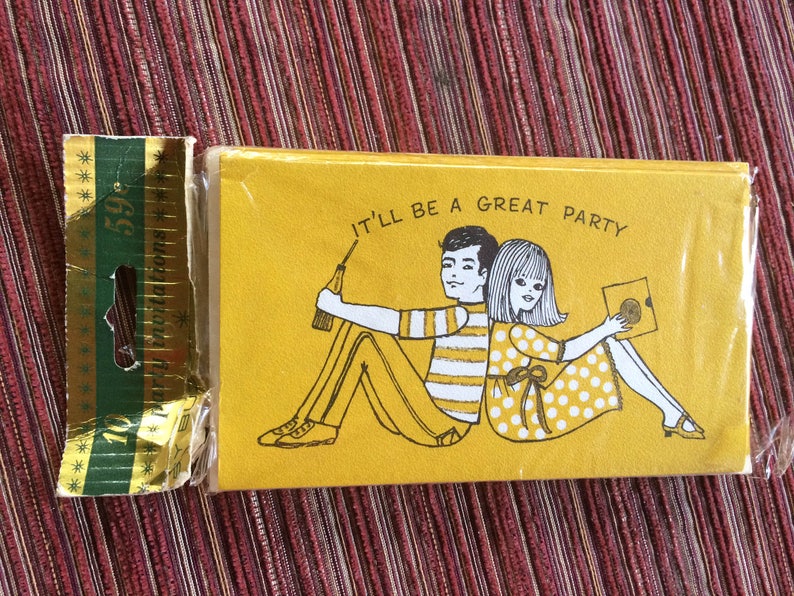 IT'LL BE A GREAT PARTY
59¢
10 Party invitations